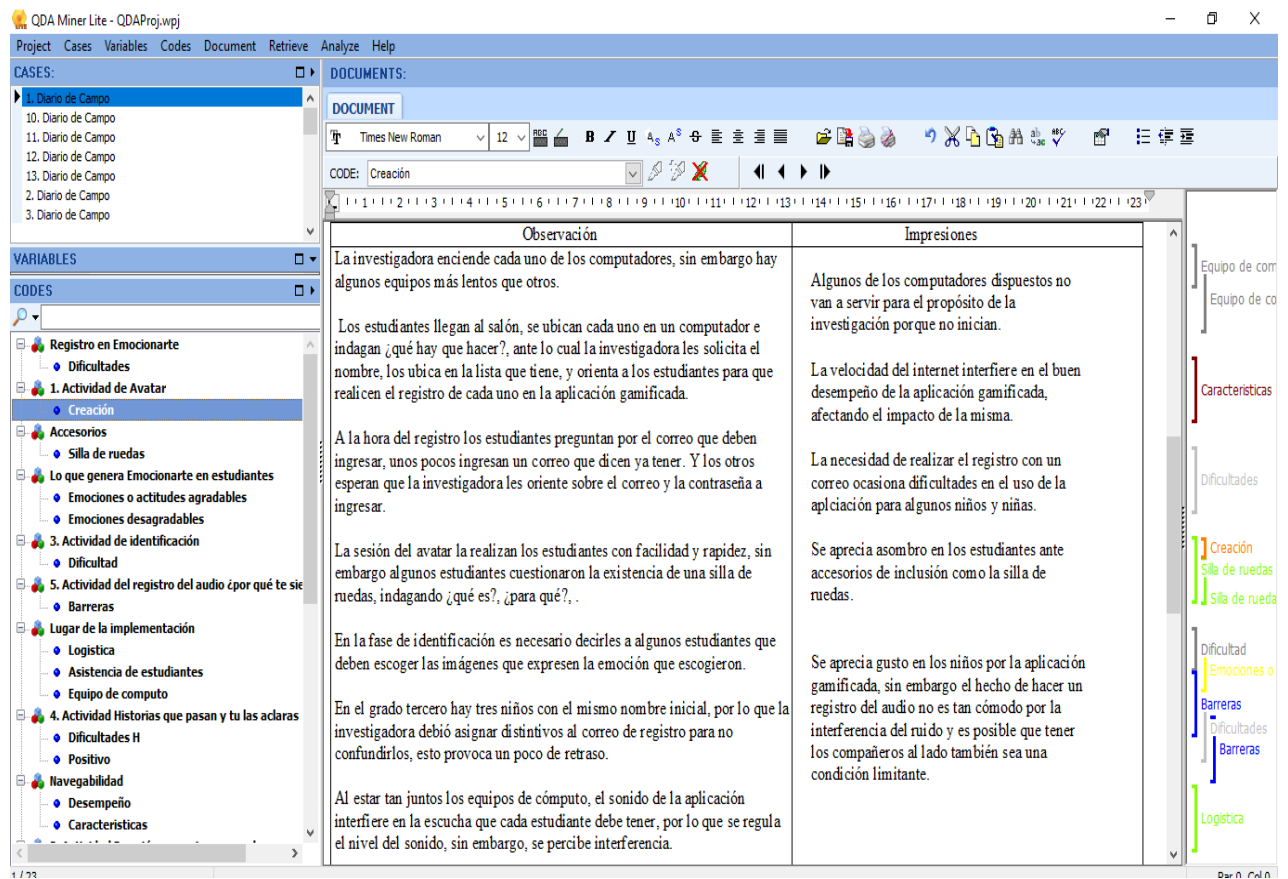 QDA Miner Lite - QDAProj.wpj
Project Cases Variables Codes Document Retrieve Analyze Help
CASES:
1. Diario de Campo
10. Diario de Campo
11. Diario de Campo
12. Diario de Campo
13. Diario de Campo
2. Diario de Campo
3. Diario de Campo
VARIABLES
CODES
Registro en Emocionarte
Dificultades
1. Actividad de Avatar
Creación
Accesorios
Silla de ruedas
Lo que genera Emocionarte en estudiantes
Emociones o actitudes agradables
Emociones desagradables
3. Actividad de identificación
Dificultad
5. Actividad del registro del audio ¿por qué te sie
Barreras
Lugar de la implementación
Logistica
Asistencia de estudiantes
Equipo de computo
4. Actividad Historias que pasan y tu las aclaras
Dificultades H
Positivo
Navegabilidad
Desempeño
Caracteristicas
1 / 23
DOCUMENTS:
DOCUMENT
Times New Roman 12 B I U
CODE: Creación
1 2 3 4 5 6 7 8 9 10 11 12 13 14 15 16 17 18 19 20 21 22 23
Observación
La investigadora enciende cada uno de los computadores, sin embargo hay
algunos equipos más lentos que otros.
Los estudiantes llegan al salón, se ubican cada uno en un computador e
indagan ¿qué hay que hacer?, ante lo cual la investigadora les solicita el
nombre, los ubica en la lista que tiene, y orienta a los estudiantes para que
realicen el registro de cada uno en la aplicación gamificada.
A la hora del registro los estudiantes preguntan por el correo que deben
ingresar, unos pocos ingresan un correo que dicen ya tener. Y los otros
esperan que la investigadora les oriente sobre el correo y la contraseña a
ingresar.
La sesión del avatar la realizan los estudiantes con facilidad y rapidez, sin
embargo algunos estudiantes cuestionaron la existencia de una silla de
ruedas, indagando ¿qué es?, ¿para qué?, .
En la fase de identificación es necesario decirles a algunos estudiantes que
deben escoger las imágenes que expresen la emoción que escogieron.
En el grado tercero hay tres niños con el mismo nombre inicial, por lo que la
investigadora debió asignar distintivos al correo de registro para no
confundirlos, esto provoca un poco de retraso.
Al estar tan juntos los equipos de cómputo, el sonido de la aplicación
interfiere en la escucha que cada estudiante debe tener, por lo que se regula
el nivel del sonido, sin embargo, se percibe interferencia.
Impresiones
Algunos de los computadores dispuestos no
van a servir para el propósito de la
investigación porque no inician.
La velocidad del internet interfiere en el buen
desempeño de la aplicación gamificada,
afectando el impacto de la misma.
La necesidad de realizar el registro con un
correo ocasiona dificultades en el uso de la
aplciación para algunos niños y niñas.
Se aprecia asombro en los estudiantes ante
accesorios de inclusión como la silla de
ruedas.
Se aprecia gusto en los niños por la aplicación
gamificada, sin embargo el hecho de hacer un
registro del audio no es tan cómodo por la
interferencia del ruido y es posible que tener
los compañeros al lado también sea una
condición limitante.
Equipo de com
Equipo de co
Caracteristicas
Dificultades
Creación
Silla de ruedas
Silla de rueda
Dificultad
Emociones o
Barreras
Dificultades
Barreras
Logistica
Par 0 Col 0